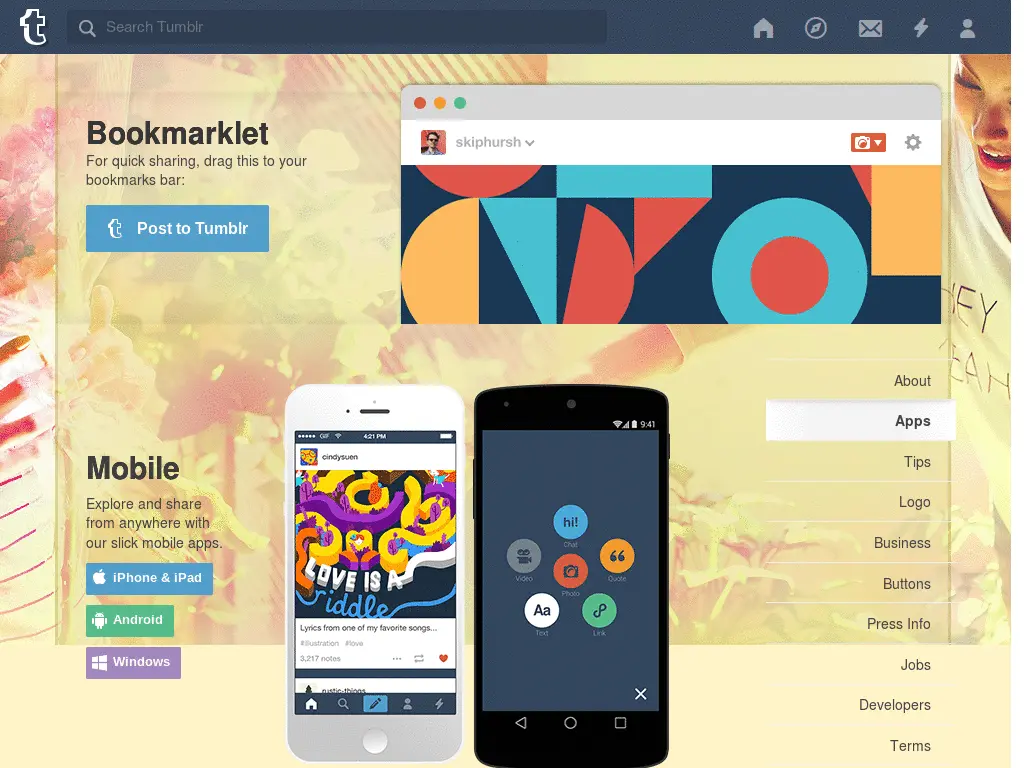 t
Search Tumblr
Bookmarklet
For quick sharing, drag this to your
bookmarks bar:
t Post to Tumblr
skiphursh
HEY
YEAH
About
Apps
Tips
Logo
Business
Buttons
Press Info
Jobs
Developers
Terms
Mobile
Explore and share
from anywhere with
our slick mobile apps.
iPhone & iPad
Android
Windows
GIF
4:21 PM
cindysuen
LOVE IS A
riddle
Lyrics from one of my favorite songs...
#illustration #love
3,217 notes
rustic-things
9:41
hi!
Chat
Video
Quote
Photo
Aa
Text
Link